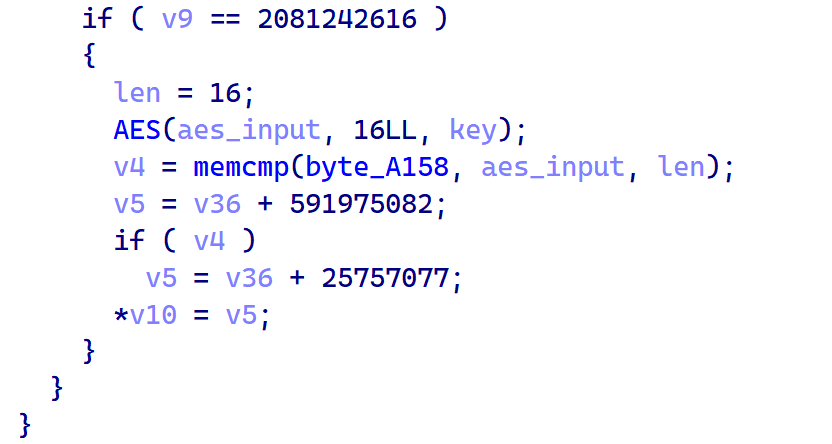 if ( v9 == 2081242616 )
{
len = 16;
AES(aes_input, 16LL, key);
v4 = memcmp(byte_A158, aes_input, len);
v5 = v36 + 591975082;
if ( v4 )
v5 = v36 + 25757077;
*v10 = v5;
}
}
}